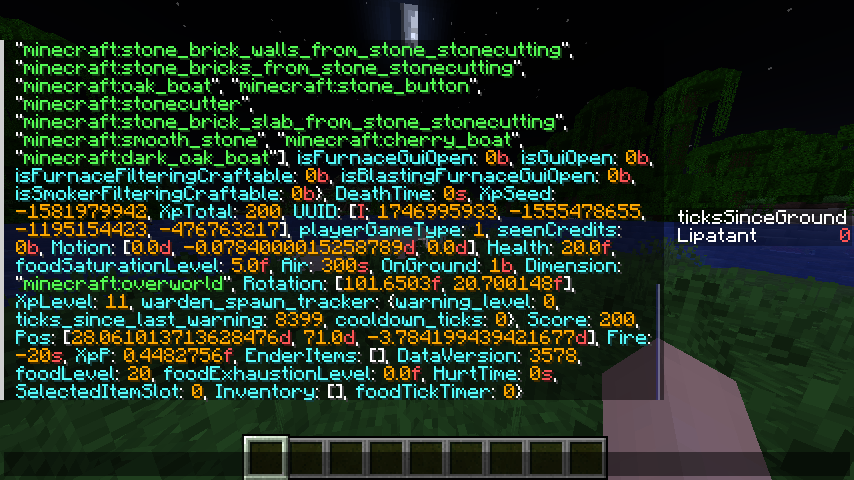 "minecraft:stone_brick_walls_from_stone_stonecutting",
"minecraft:stone_bricks_from_stone_stonecutting",
"minecraft:oak_boat", "minecraft:stone_button",
"minecraft:stonecutter",
"minecraft:stone_brick_slab_from_stone_stonecutting",
"minecraft:smooth_stone", "minecraft:cherry_boat",
"minecraft:dark_oak_boat"], isFurnaceGuiOpen: 0b, isGuiOpen: 0b,
isFurnaceFilteringCraftable: 0b, isBlastingFurnaceGuiOpen: 0b,
isSmokerFilteringCraftable: 0b}, DeathTime: 0s, XpSeed:
-1581979942, XpTotal: 200, UUID: [I; 1746995933, -1555478655,
-1195154423, -476763217], playerGameType: 1, seenCredits:
0b, Motion: [0.0d, -0.0784000015258789d, 0.0d], Health: 20.0f,
foodSaturationLevel: 5.0f, Air: 300s, OnGround: 1b, Dimension:
"minecraft:overworld", Rotation: [101.6503f, 20.700148f],
XpLevel: 11, warden_spawn_tracker: {warning_level: 0,
ticks_since_last_warning: 8399, cooldown_ticks: 0}, Score: 200,
Pos: [28.061013713628476d, 71.0d, -3.784199439421677d], Fire:
-20s, XpP: 0.4482756f, EnderItems: [], DataVersion: 3578,
foodLevel: 20, foodExhaustionLevel: 0.0f, HurtTime: 0s,
SelectedItemSlot: 0, Inventory: [], foodTickTimer: 0}
ticksSinceGround
Lipatant 0